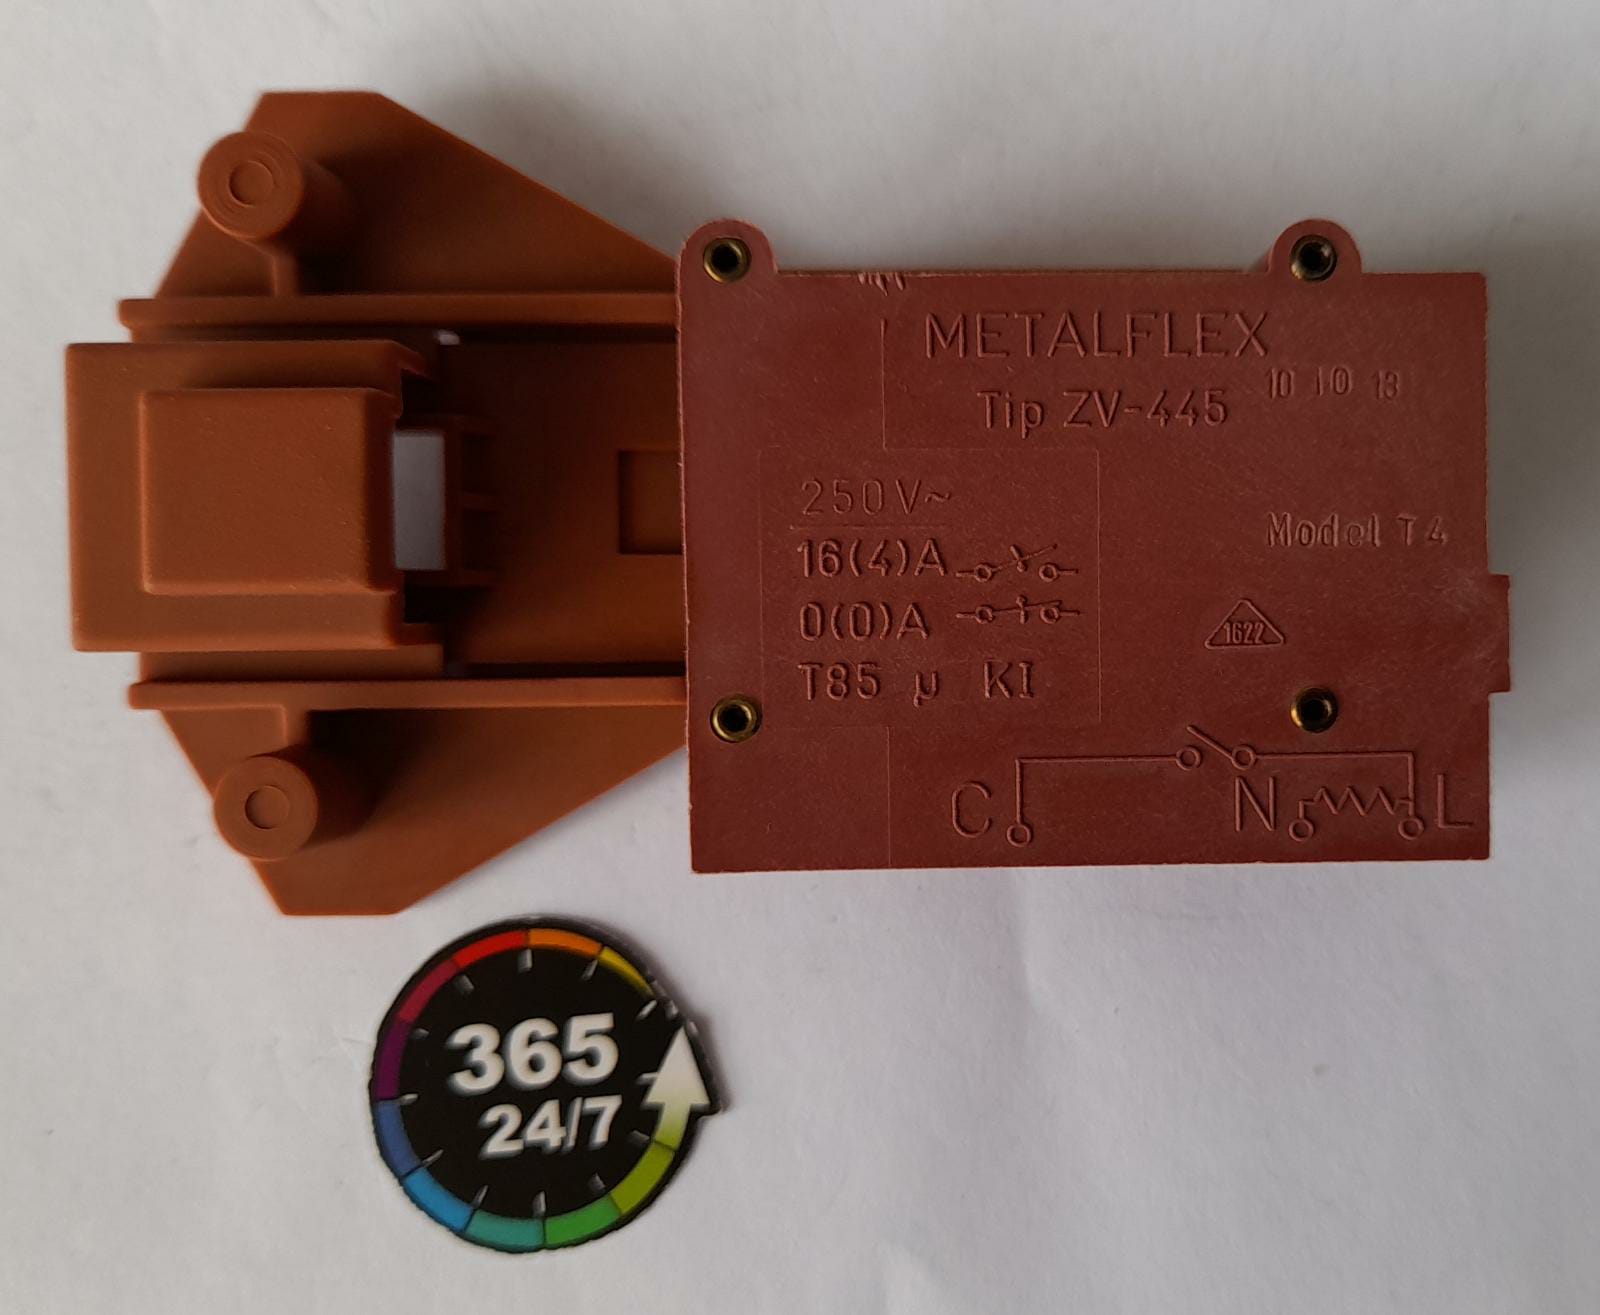 METALFLEX
Tip ZV-445
10 10 13
250V~
16(4)A
0(0)A
T85 µ KI
Model T4
1622
C
N
L
365
24/7